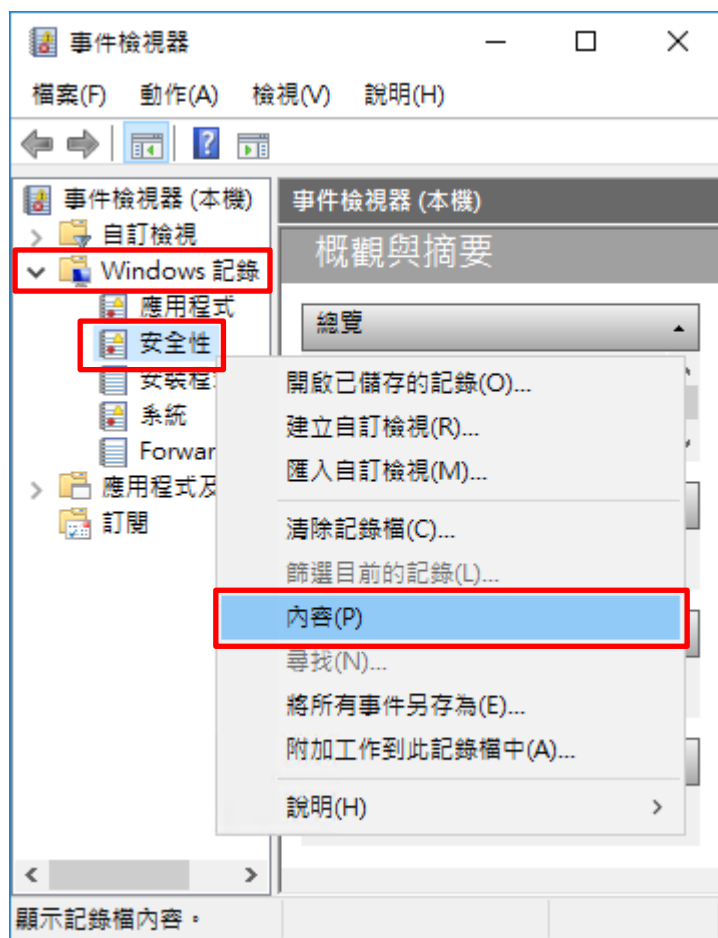 事件檢視器
檔案(F) 動作(A) 檢視(V) 說明(H)
事件檢視器 (本機)
自訂檢視
Windows 記錄
應用程式
安全性
安裝程
系統
Forwar
應用程式及
訂閱
事件檢視器 (本機)
概觀與摘要
總覽
開啟已儲存的記錄(O)...
建立自訂檢視(R)...
匯入自訂檢視(M)...
清除記錄檔(C)...
篩選目前的記錄(L)...
內容(P)
尋找(N)...
將所有事件另存為(E)...
附加工作到此記錄檔中(A)...
說明(H)
顯示記錄檔內容。